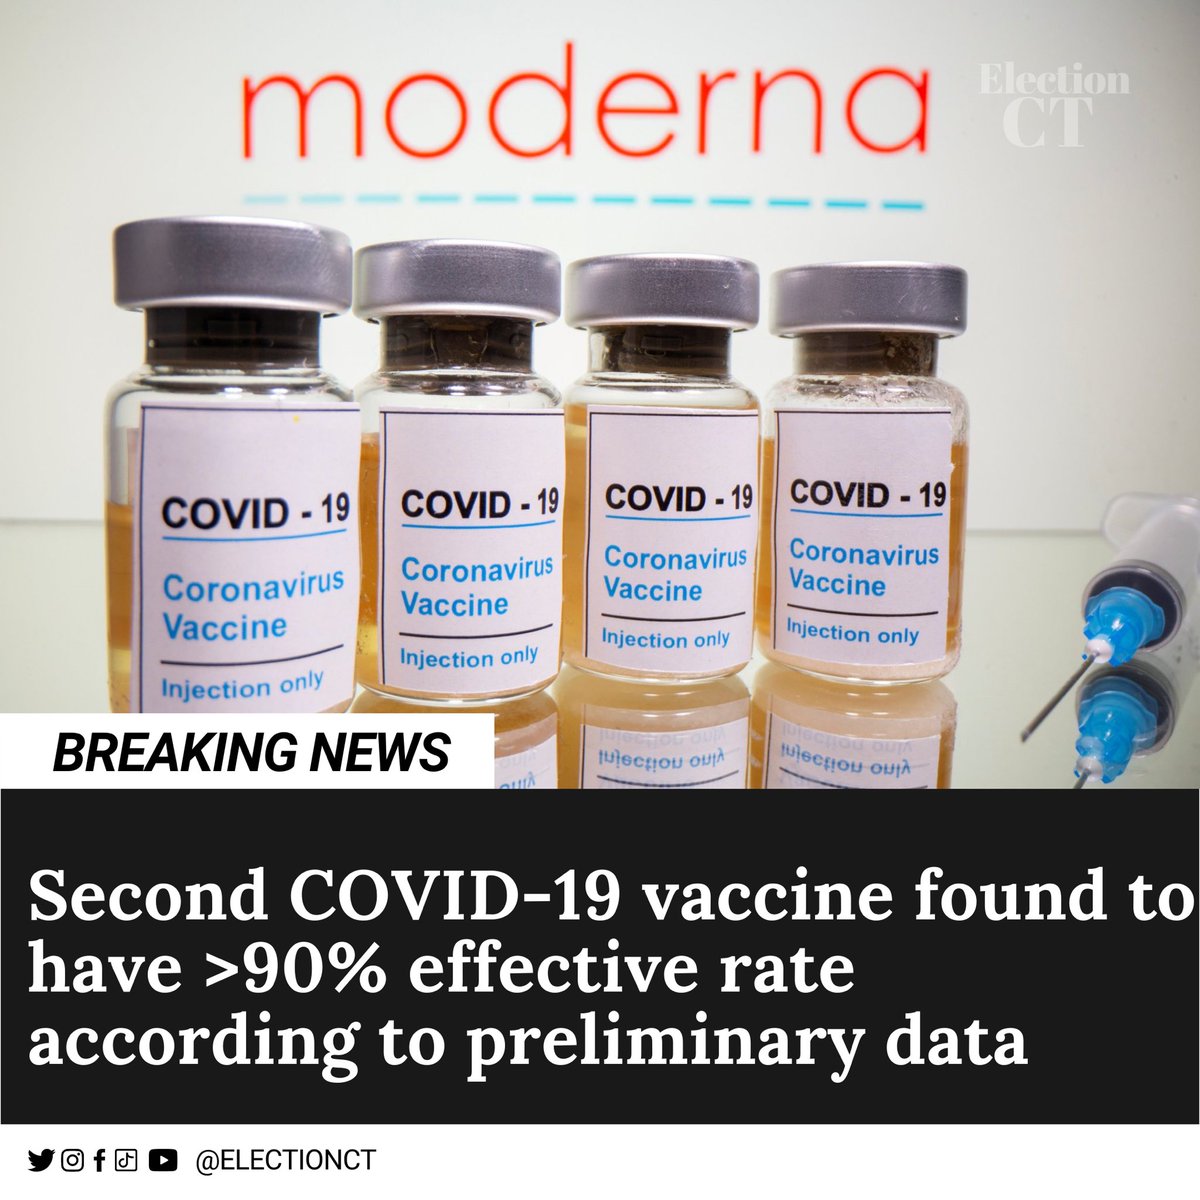 moderna
Election
CT
COVID - 19
Coronavirus
Vaccine
Injection only
COVID - 19
Coronavirus
Vaccine
Injection only
COVID - 19
Coronavirus
Vaccine
Injection only
COVID - 19
Coronavirus
Vaccine
Injection only
BREAKING NEWS
Second COVID-19 vaccine found to
have >90% effective rate
according to preliminary data
@ELECTIONCT